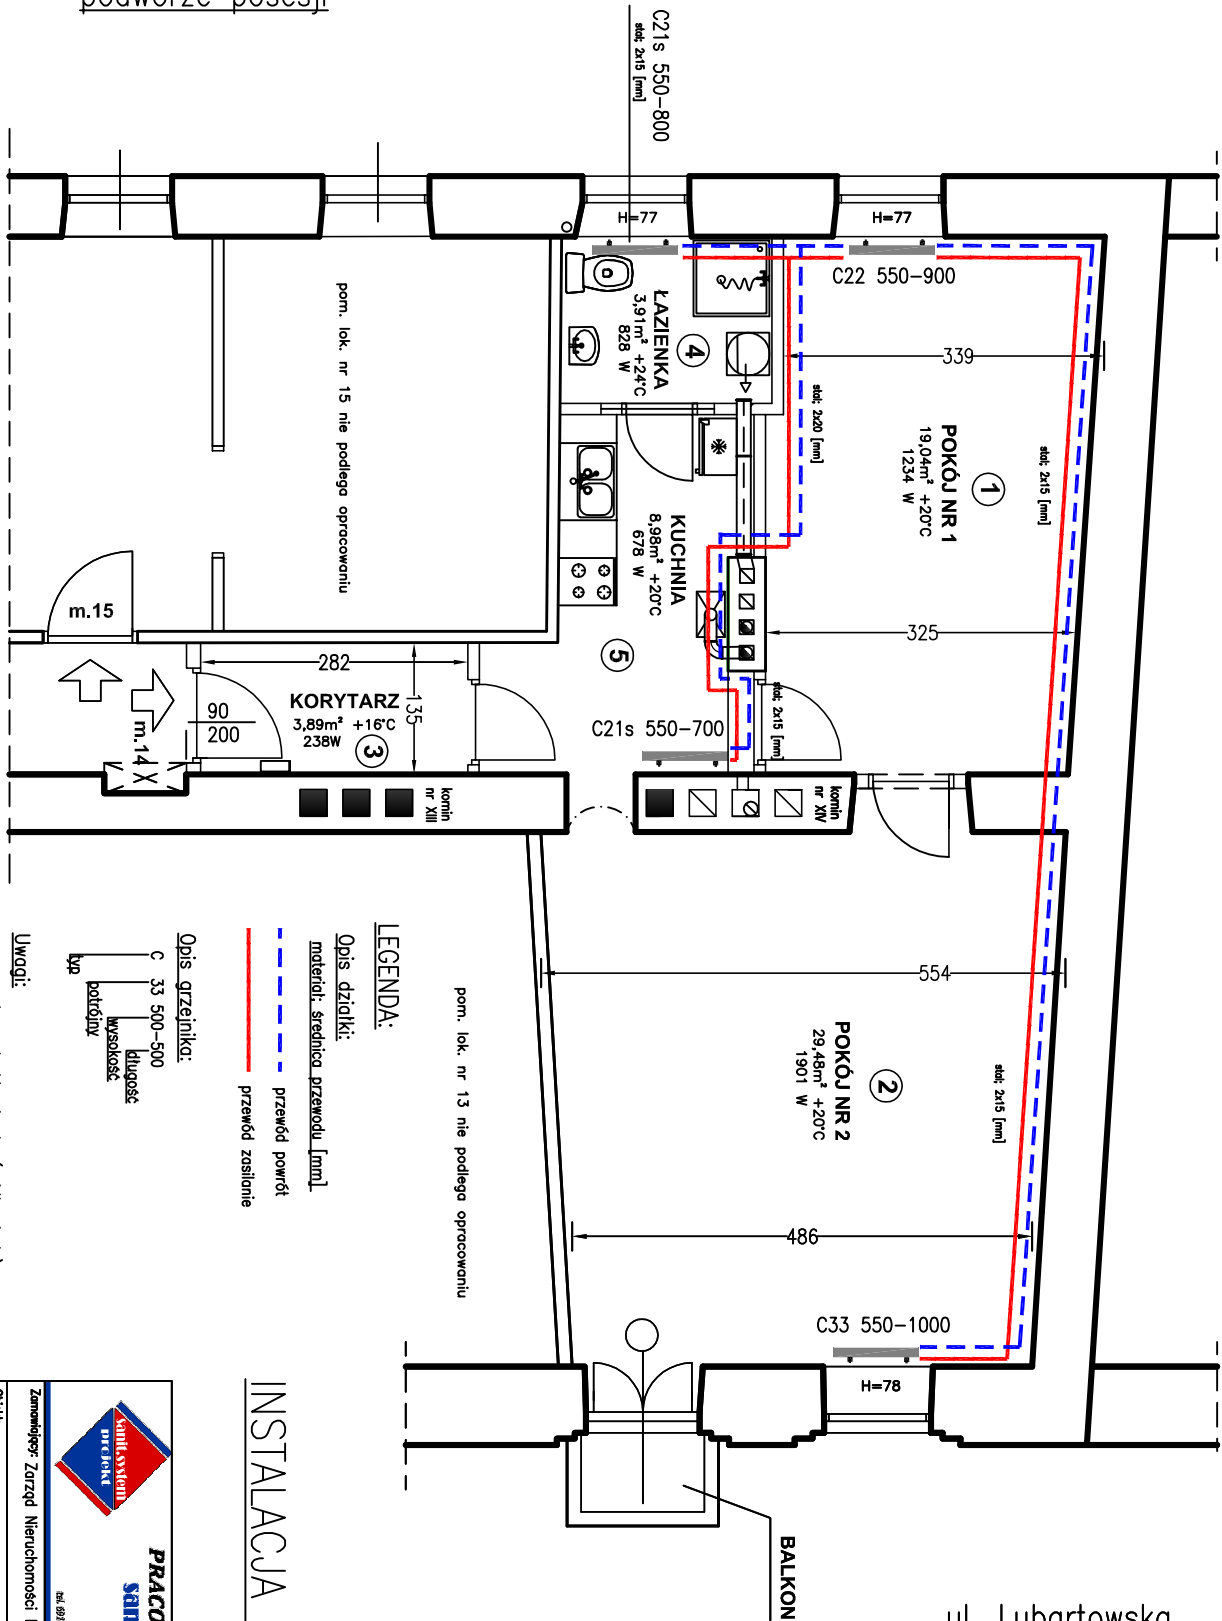 podwórze posesji
C21s 550-800
stal; 2x15 [mm]
H=77
H=77
C22 550-900
339
ŁAZIENKA
3,91m² +24°C
828 W
4
pom. lok. nr 15 nie podlega opracowaniu
stal; 2x20 [mm]
POKÓJ NR 1
19,04m² +20°C
1234 W
1
stal; 2x15 [mm]
KUCHNIA
8,98m² +20°C
678 W
5
325
m.15
282
135
KORYTARZ
3,89m² +16°C
238W
3
90
200
m.14
C21s 550-700
stal; 2x15 [mm]
komin
nr XIII
komin
nr XIV
554
POKÓJ NR 2
29,48m² +20°C
1901 W
2
stal; 2x15 [mm]
486
pom. lok. nr 13 nie podlega opracowaniu
C33 550-1000
H=78
BALKON
ul. Lubartowska
LEGENDA:
Opis działki:
materiał; średnica przewodu [mm]
przewód powrót
przewód zasilanie
Opis grzejnika:
C 33 500-500
długość
wysokość
potrójny
typ
Uwagi:
INSTALACJA
sanit.system
projekt
PRACO
san
Zamawiający: Zarząd Nieruchomości